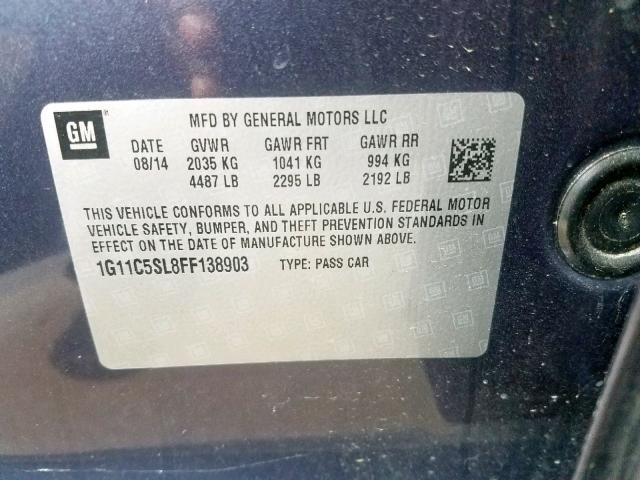 GM
MFD BY GENERAL MOTORS LLC
DATE GVWR GAWR FRT GAWR RR
08/14 2035 KG 1041 KG 994 KG
4487 LB 2295 LB 2192 LB
THIS VEHICLE CONFORMS TO ALL APPLICABLE U.S. FEDERAL MOTOR
VEHICLE SAFETY, BUMPER, AND THEFT PREVENTION STANDARDS IN
EFFECT ON THE DATE OF MANUFACTURE SHOWN ABOVE.
1G11C5SL8FF138903 TYPE: PASS CAR